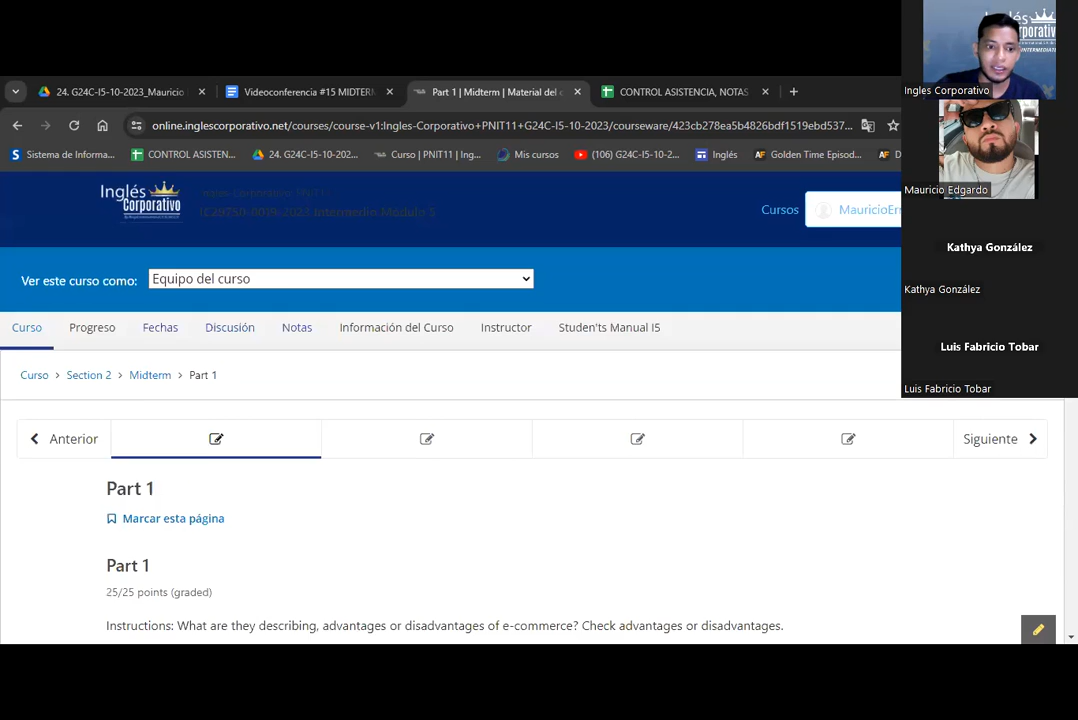 24. G24C-I5-10-2023_Mauricio
Videoconferencia #15 MIDTERM
Part 1 | Midterm | Material del c
CONTROL ASISTENCIA, NOTAS
online.inglescorporativo.net/courses/course-v1:Ingles-Corporativo+PNIT11+G24C-I5-10-2023/courseware/423cb278ea5b4826bdf1519ebd537...
Sistema de Informa...
CONTROL ASISTEN...
24. G24C-I5-10-202...
Curso | PNIT11 | Ing...
Mis cursos
(106) G24C-I5-10-2...
Inglés
Golden Time Episod...
Inglés
Corporativo
Cursos
MauricioErn
Ver este curso como:
Equipo del curso
Curso
Progreso
Fechas
Discusión
Notas
Información del Curso
Instructor
Studen'ts Manual I5
Curso > Section 2 > Midterm > Part 1
Anterior
Siguiente
Part 1
Marcar esta página
Part 1
25/25 points (graded)
Instructions: What are they describing, advantages or disadvantages of e-commerce? Check advantages or disadvantages.
Ingles Corporativo
Mauricio Edgardo
Kathya González
Kathya González
Luis Fabricio Tobar
Luis Fabricio Tobar